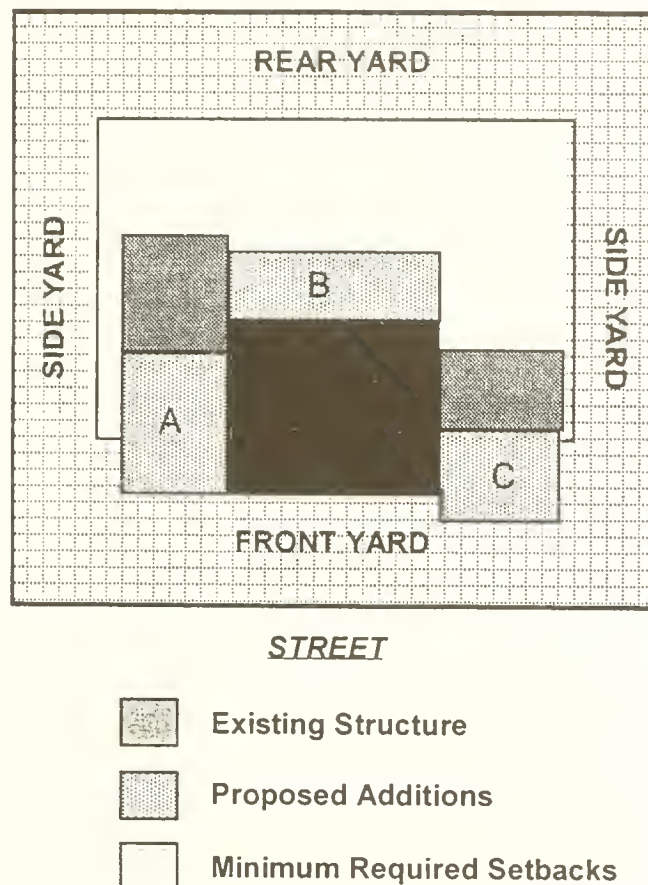 REAR YARD
SIDE YARD
SIDE YARD
B
A
C
FRONT YARD
STREET
Existing Structure
Proposed Additions
Minimum Required Setbacks